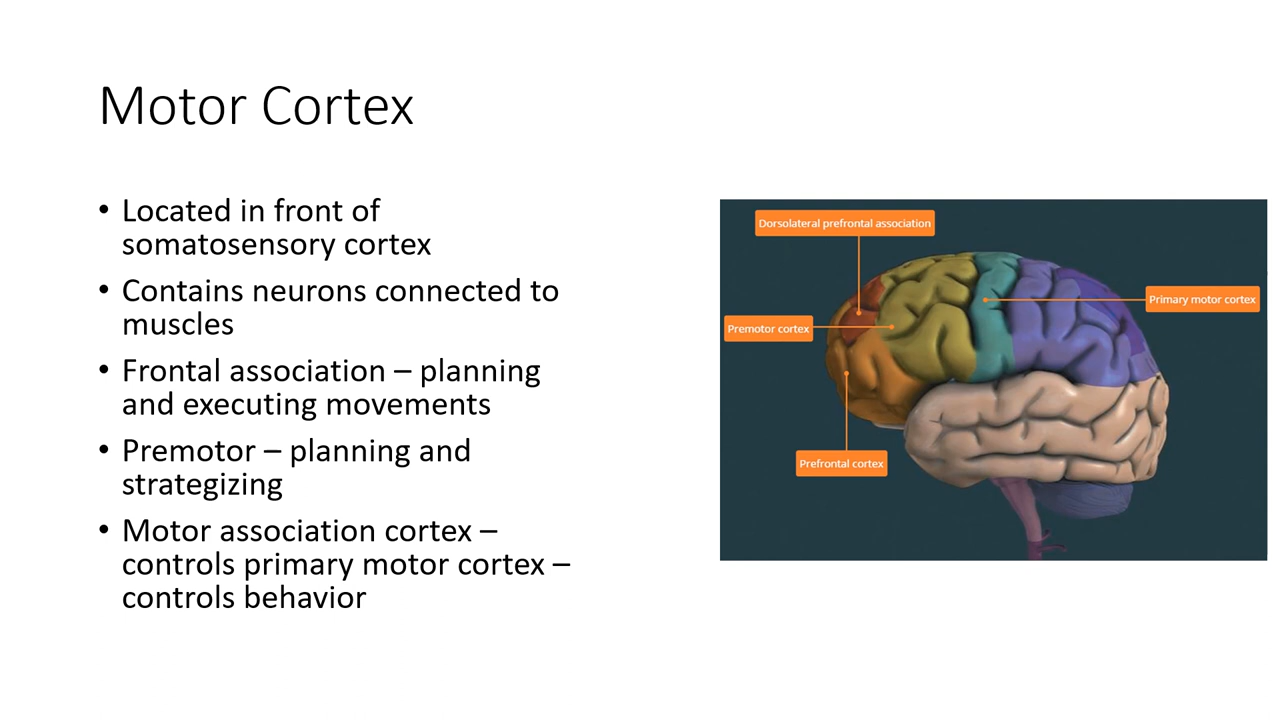 Motor Cortex
• Located in front of
somatosensory cortex
• Contains neurons connected to
muscles
• Frontal association – planning
and executing movements
• Premotor – planning and
strategizing
• Motor association cortex –
controls primary motor cortex –
controls behavior
Dorsolateral prefrontal association
Primary motor cortex
Premotor cortex
Prefrontal cortex